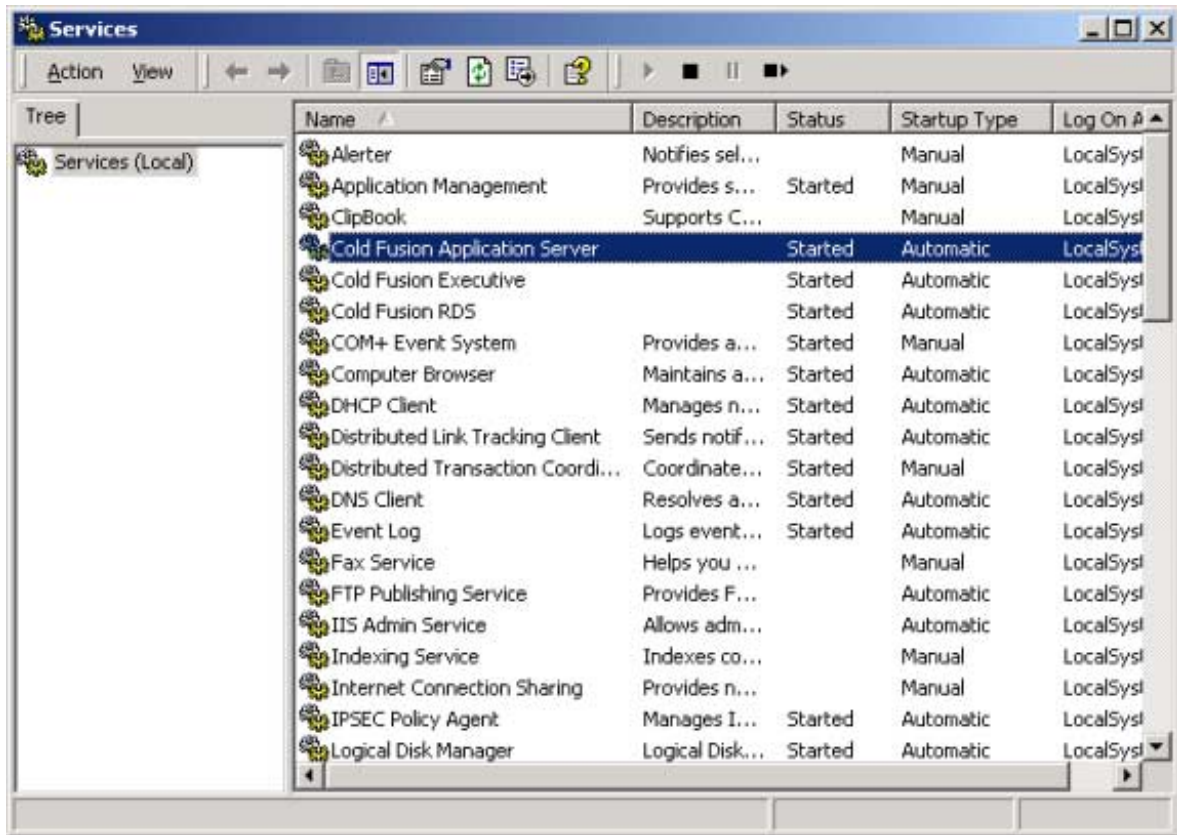 Services
Action View
Tree
Name Description Status Startup Type Log On A
Services (Local)
Alerter Notifies sel... Manual LocalSyst
Application Management Provides s... Started Manual LocalSyst
ClipBook Supports C... Manual LocalSyst
Cold Fusion Application Server Started Automatic LocalSyst
Cold Fusion Executive Started Automatic LocalSyst
Cold Fusion RDS Started Automatic LocalSyst
COM+ Event System Provides a... Started Manual LocalSyst
Computer Browser Maintains a... Started Automatic LocalSyst
DHCP Client Manages n... Started Automatic LocalSyst
Distributed Link Tracking Client Sends notif... Started Automatic LocalSyst
Distributed Transaction Coordi... Coordinate... Started Manual LocalSyst
DNS Client Resolves a... Started Automatic LocalSyst
Event Log Logs event... Started Automatic LocalSyst
Fax Service Helps you ... Manual LocalSyst
FTP Publishing Service Provides F... Automatic LocalSyst
IIS Admin Service Allows adm... Automatic LocalSyst
Indexing Service Indexes co... Manual LocalSyst
Internet Connection Sharing Provides n... Manual LocalSyst
IPSEC Policy Agent Manages I... Started Automatic LocalSyst
Logical Disk Manager Logical Disk... Started Automatic LocalSyst